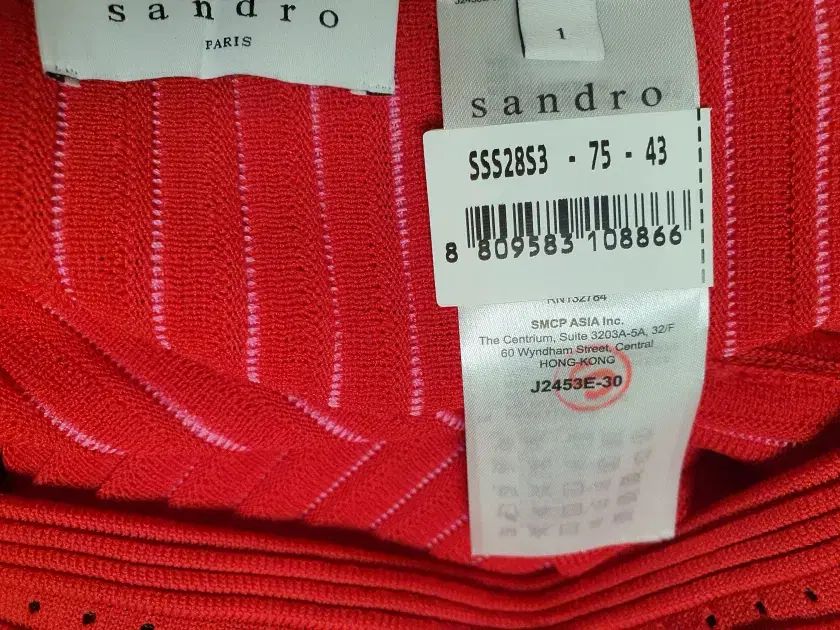 sandro
PARIS
1
sandro
SSS28S3 - 75 - 43
8 809583 108866
RN132784
SMCP ASIA Inc.
The Centrium, Suite 3203A-5A, 32/F
60 Wyndham Street, Central
HONG-KONG
J2453E-30